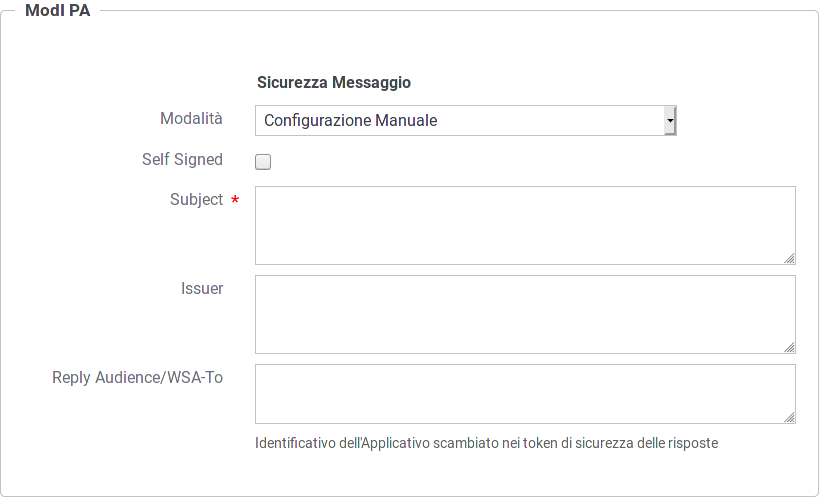 ModI PA
Sicurezza Messaggio
Modalità
Configurazione Manuale
Self Signed
Subject *
Issuer
Reply Audience/WSA-To
Identificativo dell'Applicativo scambiato nei token di sicurezza delle risposte